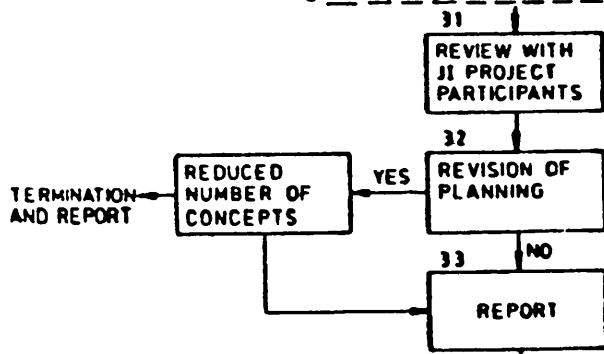 31
REVIEW WITH
JI PROJECT
PARTICIPANTS
32
REVISION OF
PLANNING
YES
REDUCED
NUMBER OF
CONCEPTS
TERMINATION
AND REPORT
NO
33
REPORT